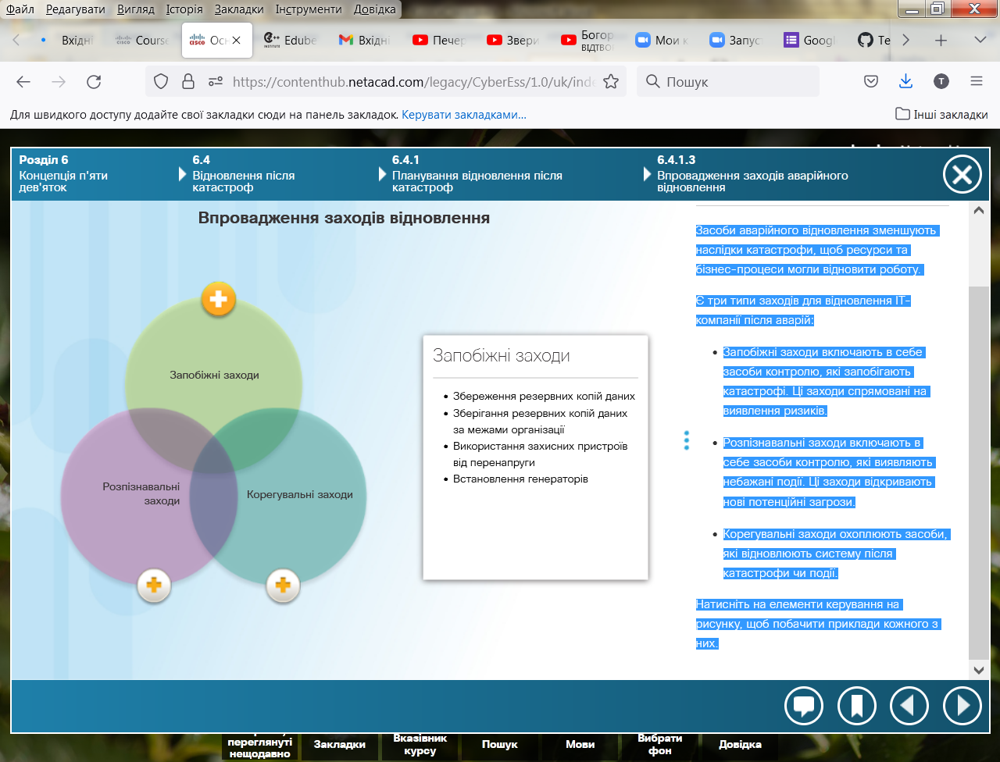 Файл Редагувати Вигляд Історія Закладки Інструменти Довідка
Вхідні Course Осн Edube Вхідні Печер Звери Богор Мои к Запуст Googl Te
ВІДТВО
https://contenthub.netacad.com/legacy/CyberEss/1.0/uk/inde Пошук T
Для швидкого доступу додайте свої закладки сюди на панель закладок. Керувати закладками... Інші закладки
Розділ 6
Концепція п'яти
дев'яток
6.4
Відновлення після
катастроф
6.4.1
Планування відновлення після
катастроф
6.4.1.3
Впровадження заходів аварійного
відновлення
Впровадження заходів відновлення
Запобіжні заходи
Розпізнавальні
заходи
Корегувальні заходи
Запобіжні заходи
Збереження резервних копій даних
Зберігання резервних копій даних
за межами організації
Використання захисних пристроїв
від перенапруги
Встановлення генераторів
Засоби аварійного відновлення зменшують
наслідки катастрофи, щоб ресурси та
бізнес-процеси могли відновити роботу.
Є три типи заходів для відновлення ІТ-
компанії після аварій:
Запобіжні заходи включають в себе
засоби контролю, які запобігають
катастрофі. Ці заходи спрямовані на
виявлення ризиків.
Розпізнавальні заходи включають в
себе засоби контролю, які виявляють
небажані події. Ці заходи відкривають
нові потенційні загрози.
Корегувальні заходи охоплюють засоби,
які відновлюють систему після
катастрофи чи події.
Натисніть на елементи керування на
рисунку, щоб побачити приклади кожного з
них.
переглянуті
нещодавно
Закладки
Вказівник
курсу
Пошук
Мови
Вибрати
фон
Довідка